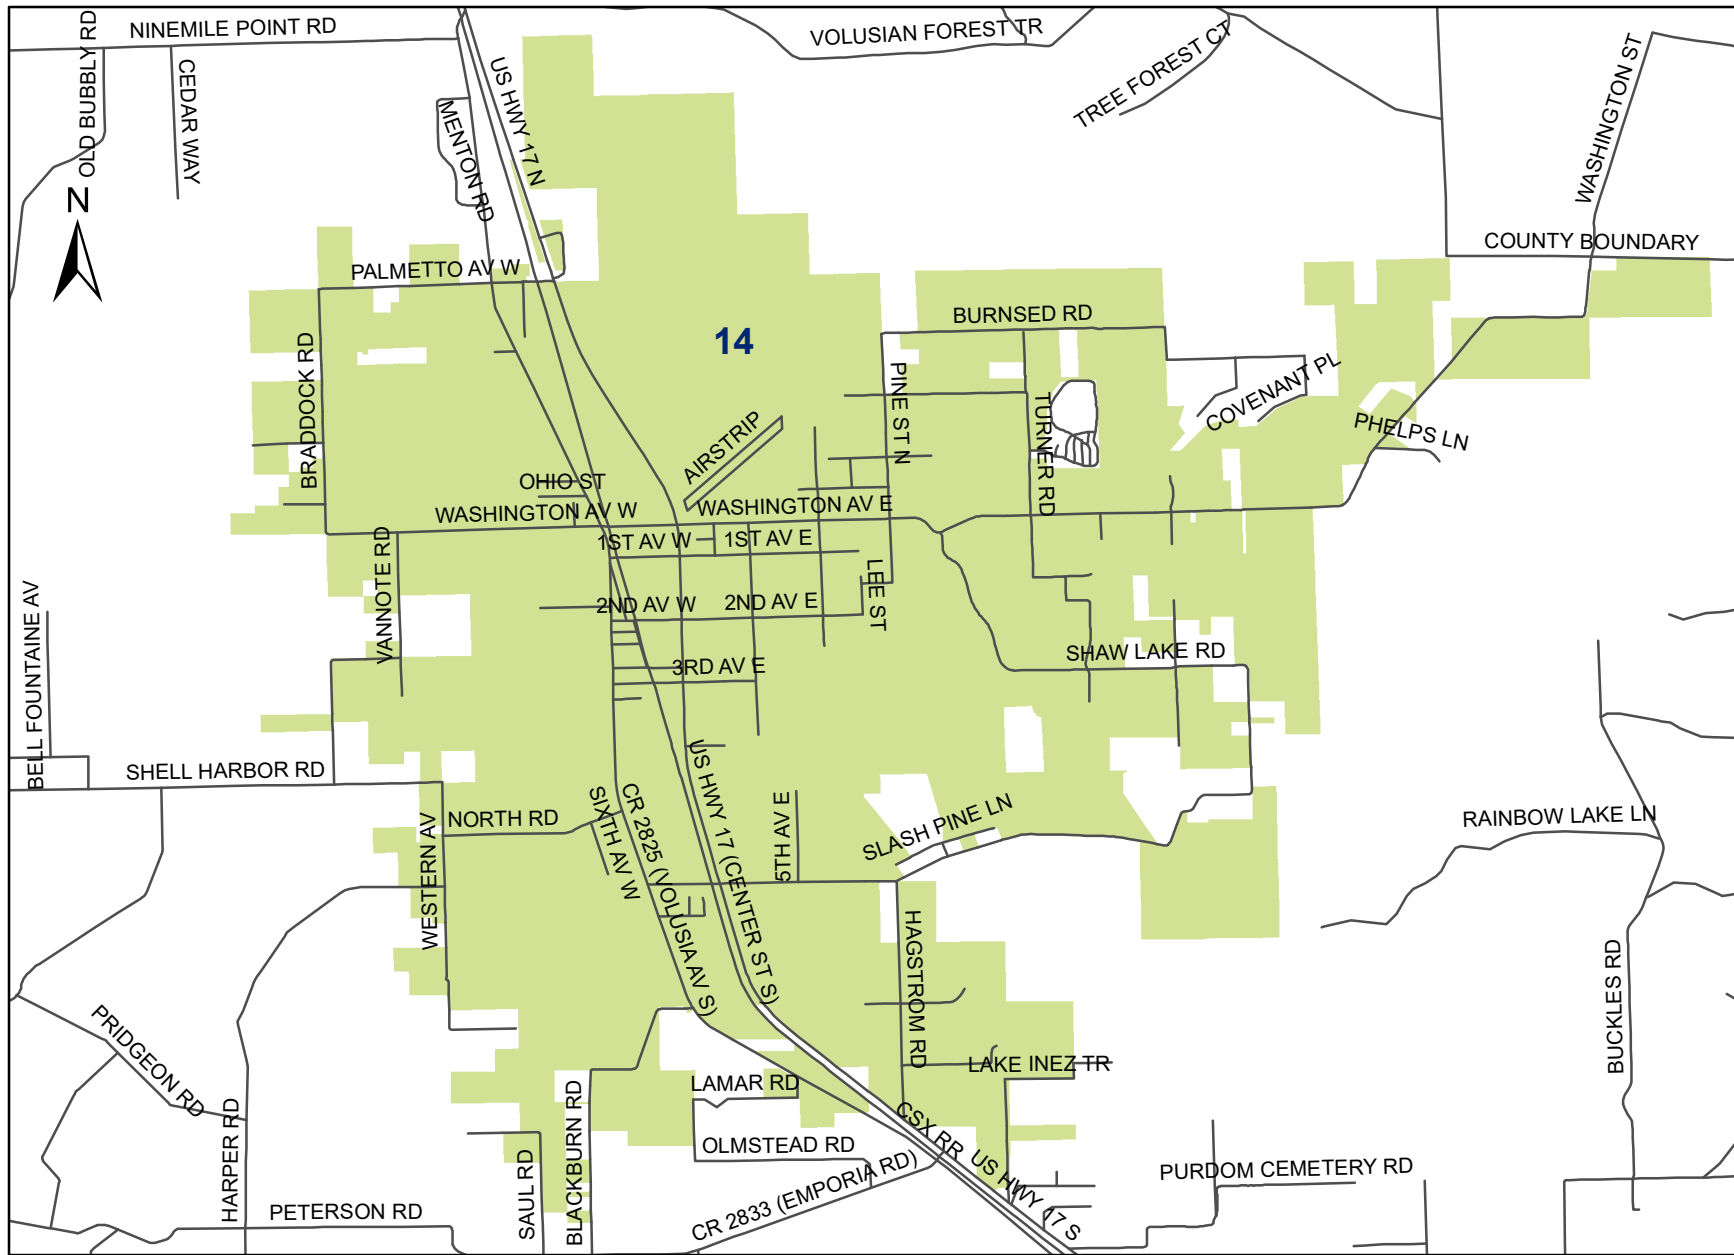 NINEMILE POINT RD
OLD BUBBLY RD
CEDAR WAY
N
MENTON RD
US HWY 17 N
VOLUSIAN FOREST TR
TREE FOREST CT
WASHINGTON ST
COUNTY BOUNDARY
PALMETTO AV W
BRADDOCK RD
14
BURNSED RD
PINE ST N
TURNER RD
COVENANT PL
PHELPS LN
AIRSTRIP
OHIO ST
WASHINGTON AV W
WASHINGTON AV E
1ST AV W
1ST AV E
VANNOTE RD
BELL FOUNTAINE AV
2ND AV W
2ND AV E
LEE ST
3RD AV E
SHAW LAKE RD
SHELL HARBOR RD
NORTH RD
WESTERN AV
SIXTH AV W
CR 2825 (VOLUSIA AV S)
US HWY 17 (CENTER ST S)
5TH AV E
SLASH PINE LN
RAINBOW LAKE LN
HAGSTROM RD
BUCKLES RD
PRIDGEON RD
HARPER RD
LAMAR RD
LAKE INEZ TR
CSX RR
US HWY 17 S
OLMSTEAD RD
SAUL RD
BLACKBURN RD
PETERSON RD
CR 2833 (EMPORIA RD)
PURDOM CEMETERY RD